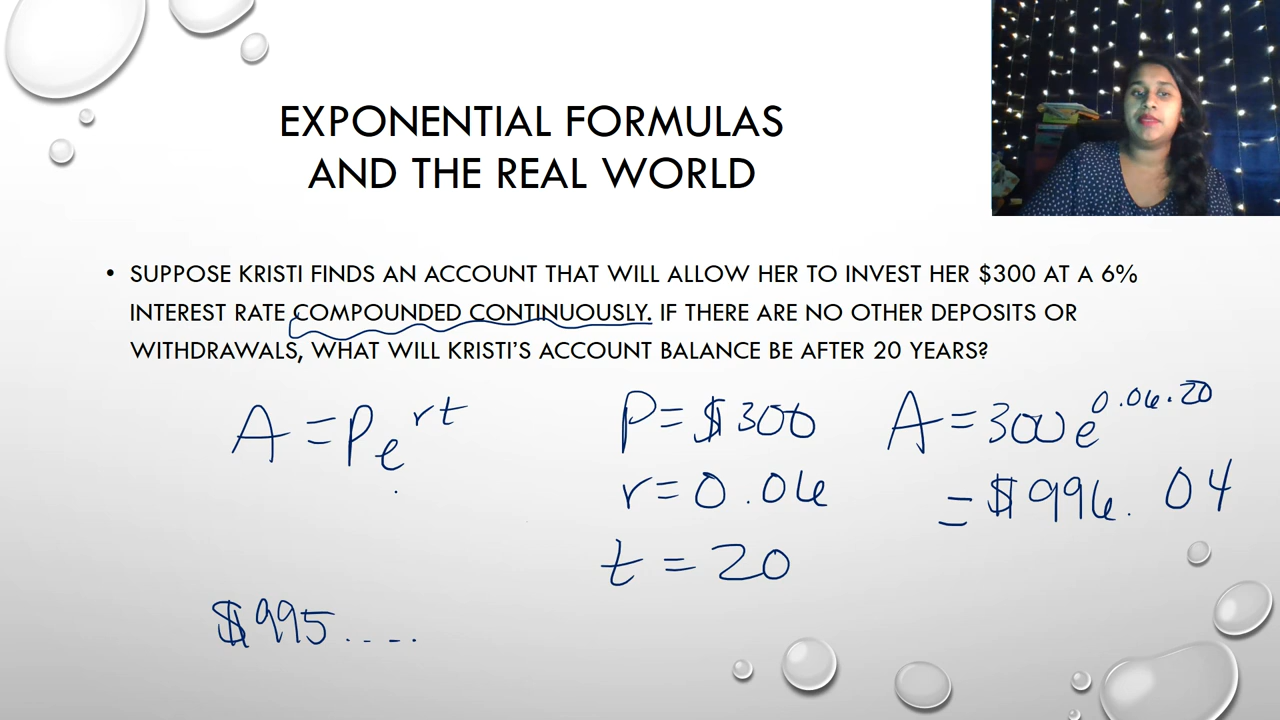 EXPONENTIAL FORMULAS
AND THE REAL WORLD
• SUPPOSE KRISTI FINDS AN ACCOUNT THAT WILL ALLOW HER TO INVEST HER $300 AT A 6%
INTEREST RATE COMPOUNDED CONTINUOUSLY. IF THERE ARE NO OTHER DEPOSITS OR
WITHDRAWALS, WHAT WILL KRISTI'S ACCOUNT BALANCE BE AFTER 20 YEARS?
A = Pe^rt
P = $300
r = 0.06
t = 20
A = 300e^0.06·20
= $996.04
$995....